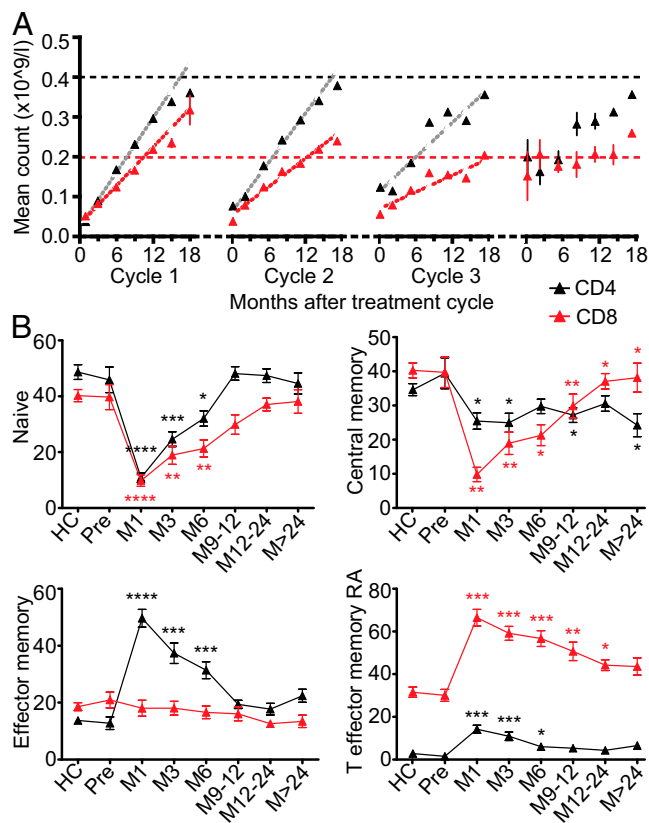 A
Mean count (x10^9/l)
0.5
0.4
0.3
0.2
0.1
0.0
0 6 12 18 0 6 12 18 0 6 12 18 0 6 12 18
Cycle 1 Cycle 2 Cycle 3
Months after treatment cycle
CD4
CD8
B
Naive
60
40
20
0
**** *** *
**** ** **
HC Pre M1 M3 M6 M9-12 M12-24 M>24
Central memory
50
40
30
20
10
0
* * ** * *
** ** * * *
HC Pre M1 M3 M6 M9-12 M12-24 M>24
Effector memory
60
40
20
0
**** *** ***
HC Pre M1 M3 M6 M9-12 M12-24 M>24
T effector memory RA
80
60
40
20
0
*** *** *** ** *
*** *** *
HC Pre M1 M3 M6 M9-12 M12-24 M>24